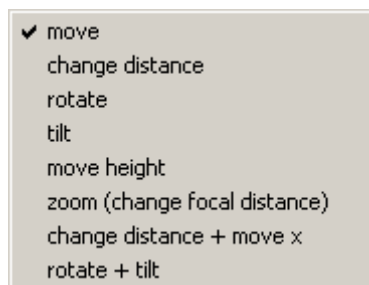 move
change distance
rotate
tilt
move height
zoom (change focal distance)
change distance + move x
rotate + tilt